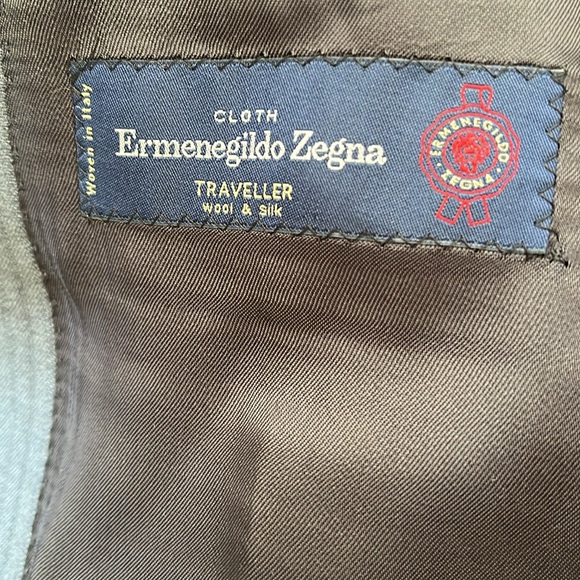 Woven in Italy
CLOTH
Ermenegildo Zegna
TRAVELLER
wool & silk
ERMENEGILDO
ZEGNA